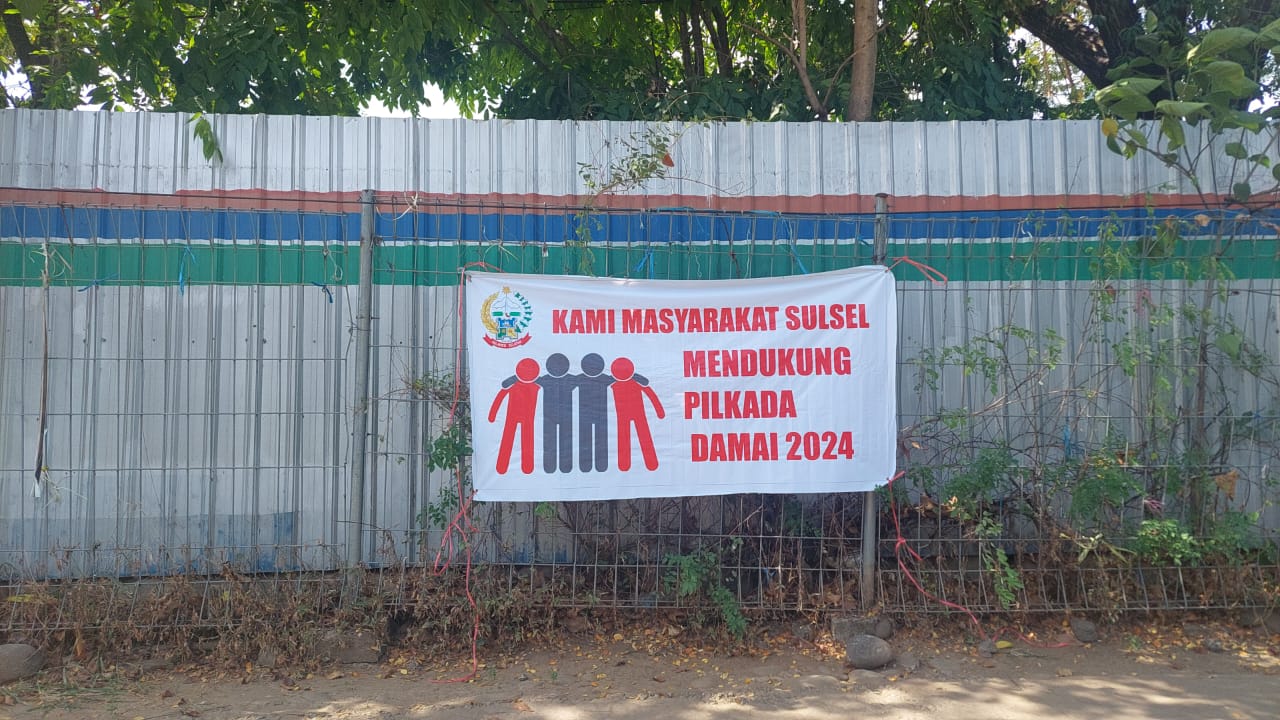 KAMI MASYARAKAT SULSEL
MENDUKUNG
PILKADA
DAMAI 2024